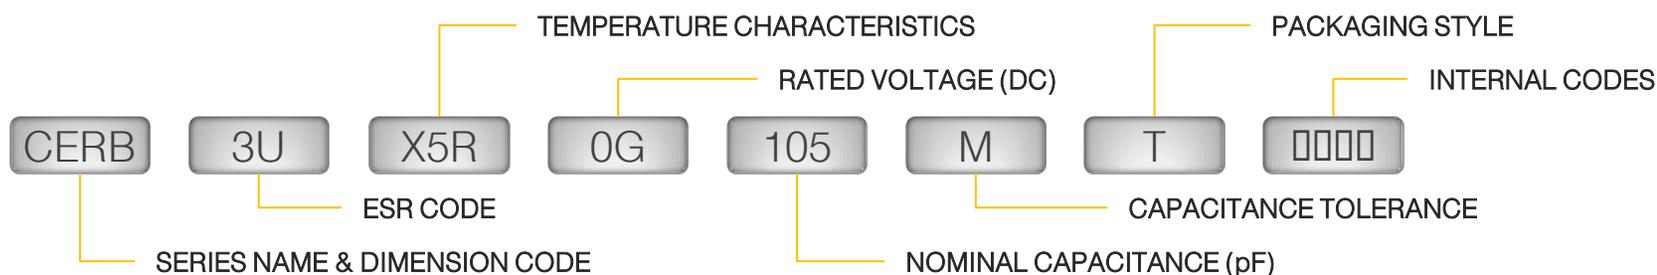 TEMPERATURE CHARACTERISTICS PACKAGING STYLE
RATED VOLTAGE (DC) INTERNAL CODES
CERB 3U X5R 0G 105 M T ▯▯▯▯
ESR CODE CAPACITANCE TOLERANCE
SERIES NAME & DIMENSION CODE NOMINAL CAPACITANCE (pF)